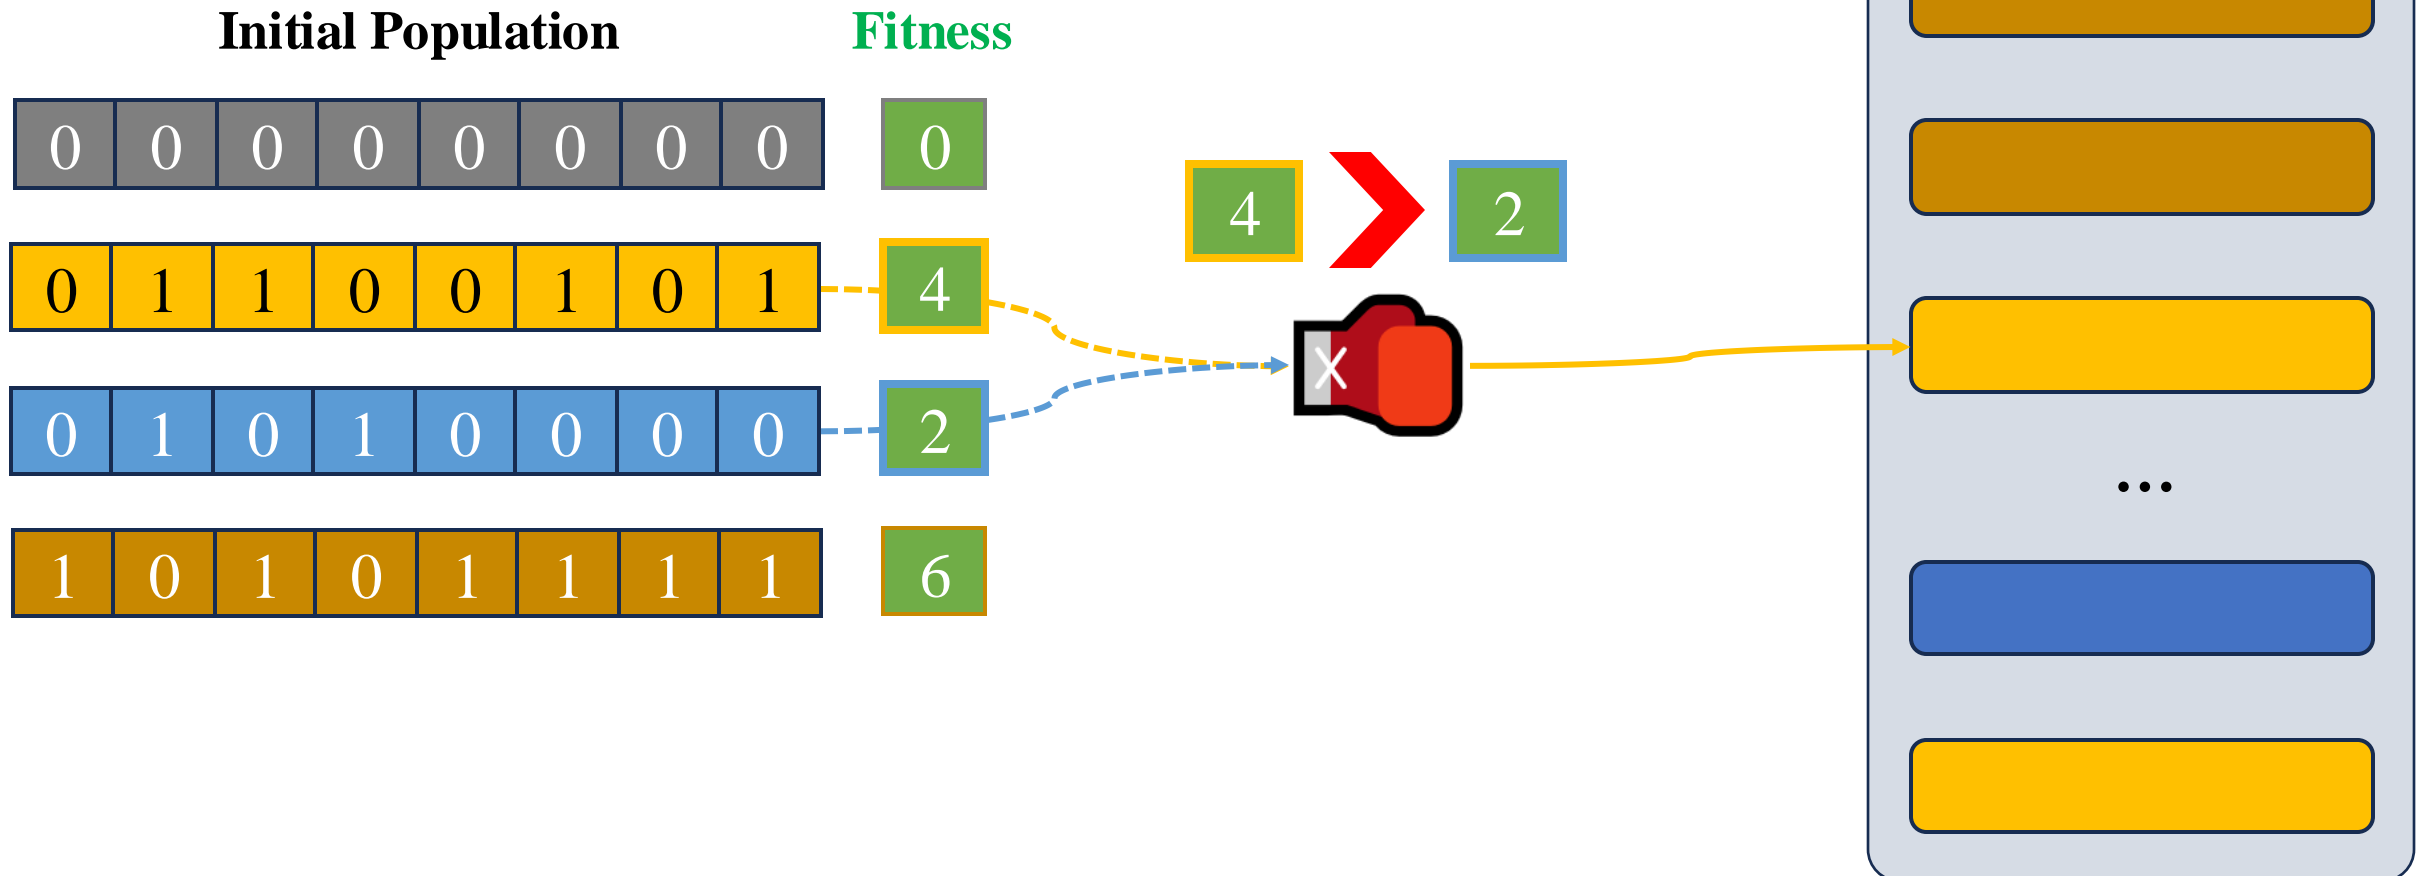 Initial Population Fitness
0 0 0 0 0 0 0 0 0
4 2
0 1 1 0 0 1 0 1 4
X
0 1 0 1 0 0 0 0 2
...
1 0 1 0 1 1 1 1 6